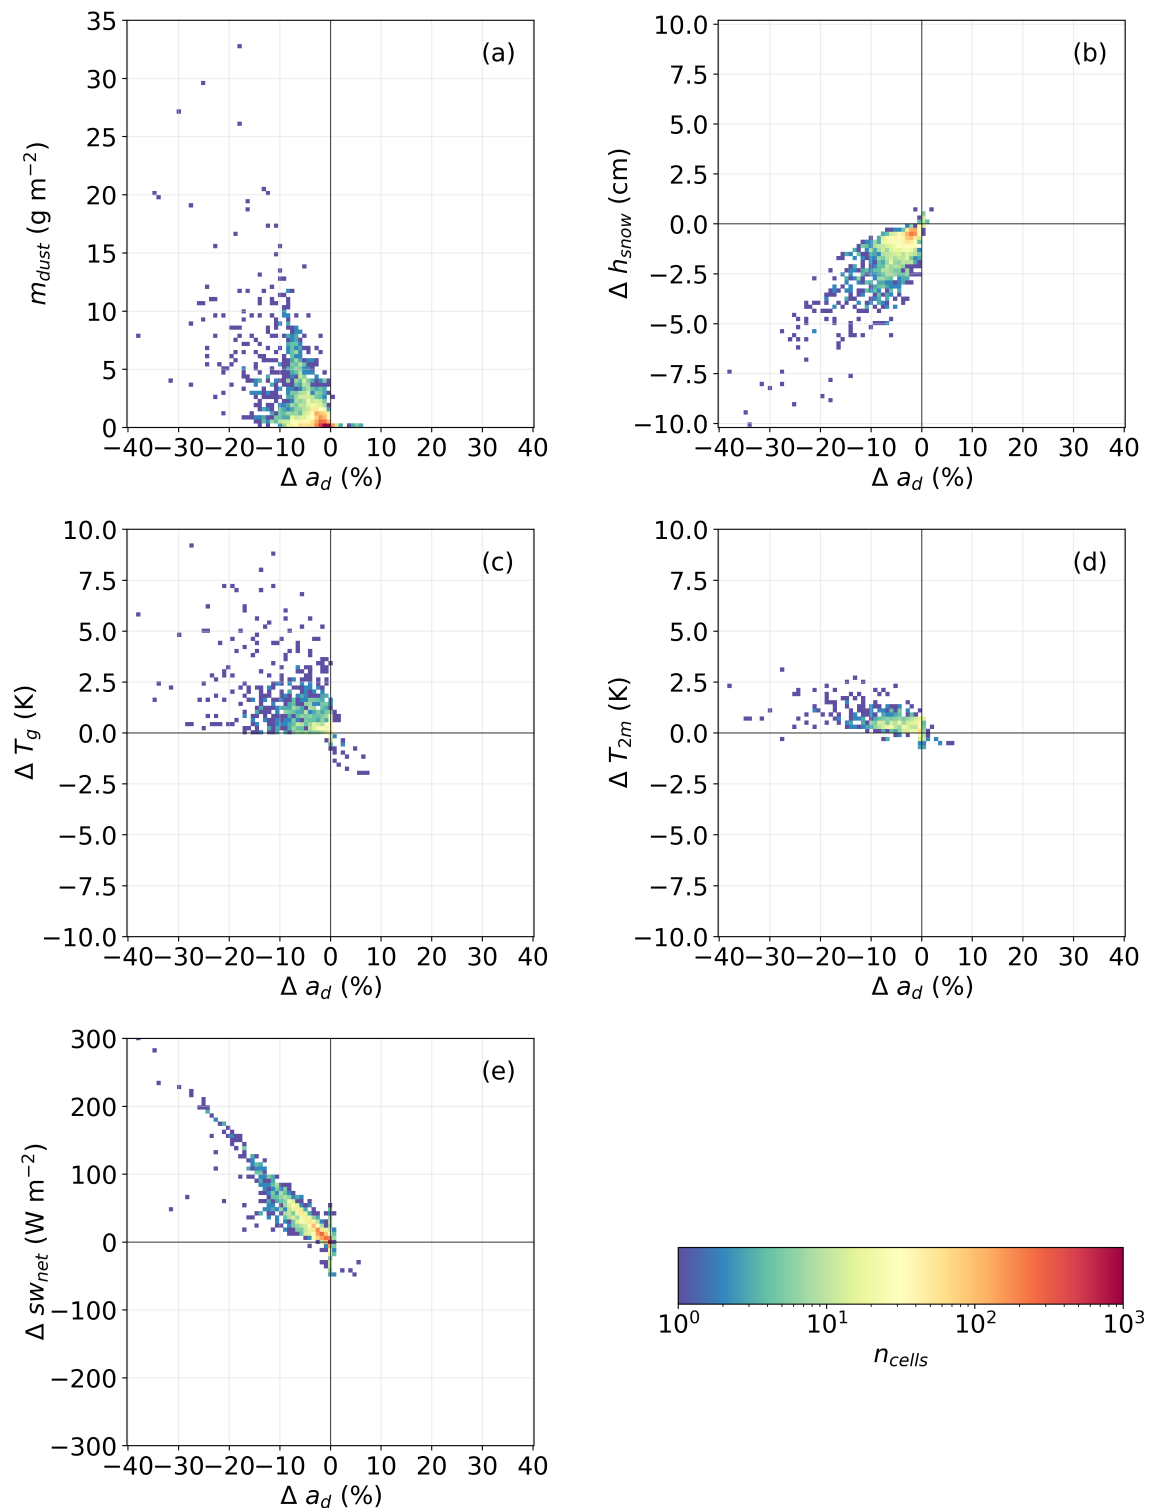 35
30
25
20
15
10
5
0
m_dust (g m⁻²)
(a)
−40−30−20−10 0 10 20 30 40
Δ a_d (%)
10.0
7.5
5.0
2.5
0.0
−2.5
−5.0
−7.5
−10.0
Δ h_snow (cm)
(b)
−40−30−20−10 0 10 20 30 40
Δ a_d (%)
10.0
7.5
5.0
2.5
0.0
−2.5
−5.0
−7.5
−10.0
Δ T_g (K)
(c)
−40−30−20−10 0 10 20 30 40
Δ a_d (%)
10.0
7.5
5.0
2.5
0.0
−2.5
−5.0
−7.5
−10.0
Δ T_2m (K)
(d)
−40−30−20−10 0 10 20 30 40
Δ a_d (%)
300
200
100
0
−100
−200
−300
Δ sw_net (W m⁻²)
(e)
−40−30−20−10 0 10 20 30 40
Δ a_d (%)
10⁰ 10¹ 10² 10³
n_cells